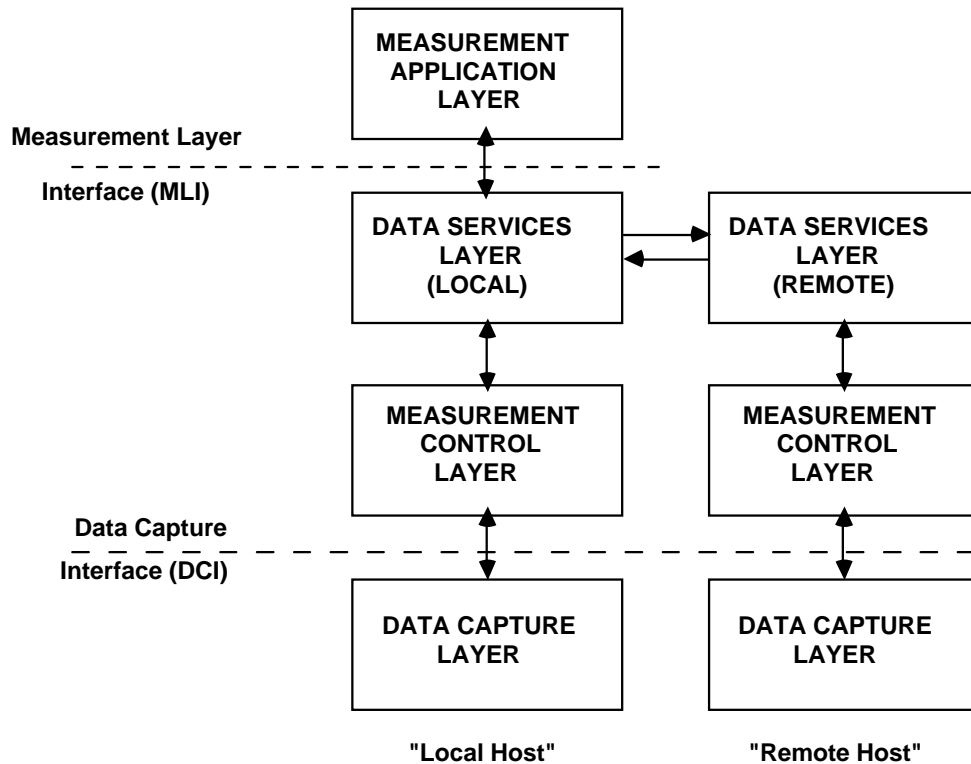 MEASUREMENT
APPLICATION
LAYER
Measurement Layer
Interface (MLI)
DATA SERVICES
LAYER
(LOCAL)
DATA SERVICES
LAYER
(REMOTE)
MEASUREMENT
CONTROL
LAYER
MEASUREMENT
CONTROL
LAYER
Data Capture
Interface (DCI)
DATA CAPTURE
LAYER
DATA CAPTURE
LAYER
"Local Host"
"Remote Host"